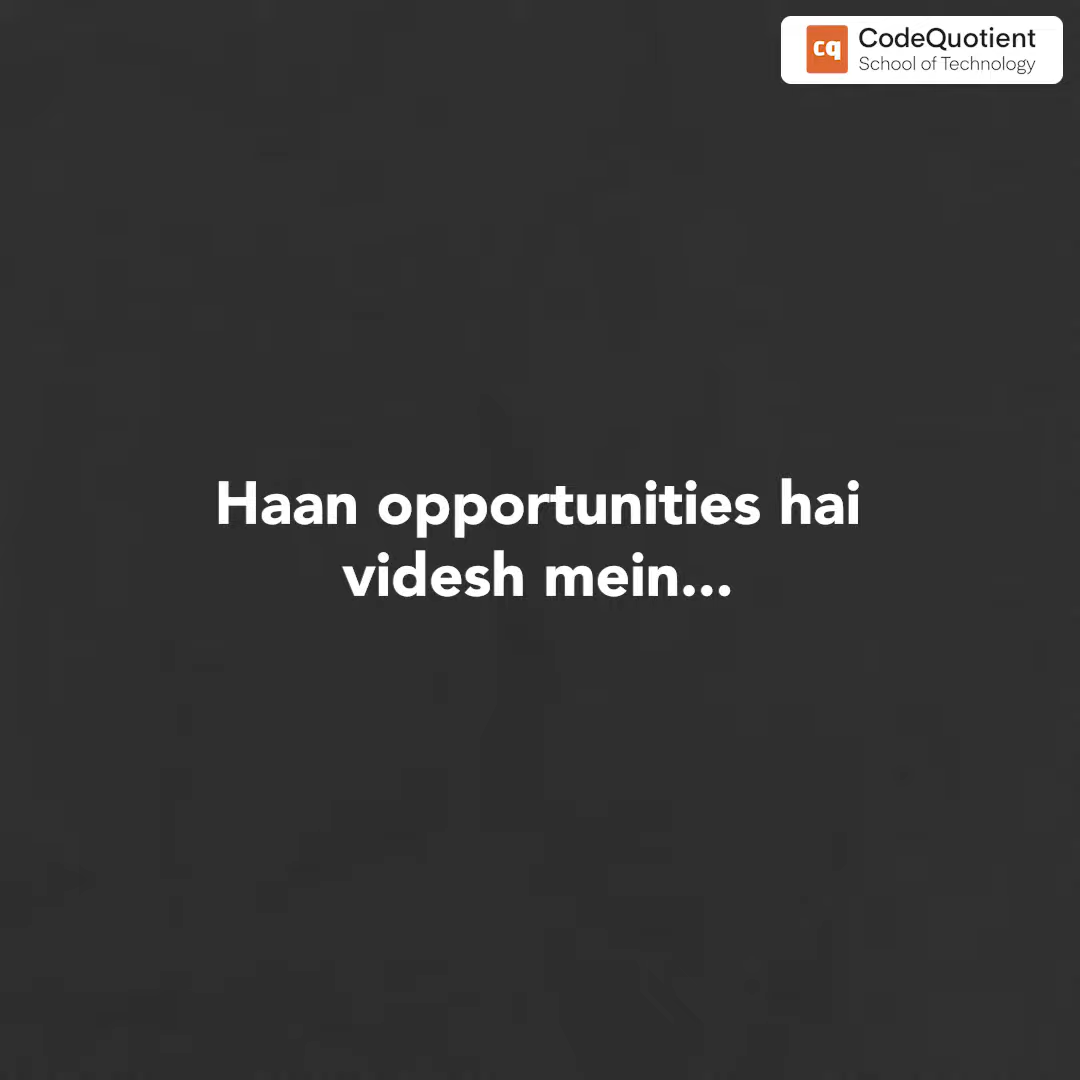 cq CodeQuotient
School of Technology
Haan opportunities hai
videsh mein...